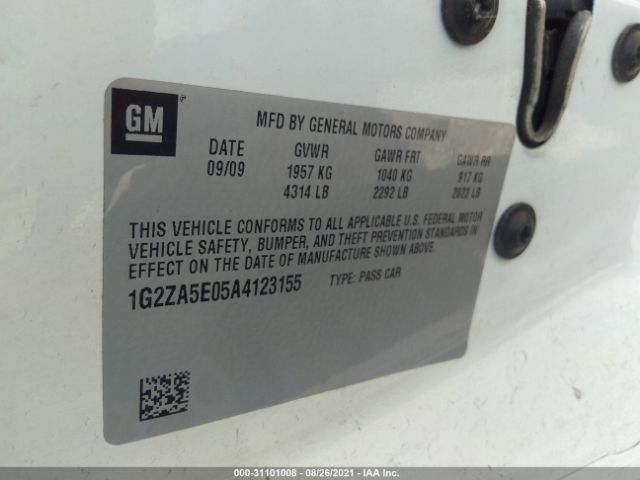 GM
MFD BY GENERAL MOTORS COMPANY
DATE GVWR GAWR FRT GAWR RR
09/09 1957 KG 1040 KG 917 KG
4314 LB 2292 LB 2022 LB
THIS VEHICLE CONFORMS TO ALL APPLICABLE U.S. FEDERAL MOTOR
VEHICLE SAFETY, BUMPER, AND THEFT PREVENTION STANDARDS IN
EFFECT ON THE DATE OF MANUFACTURE SHOWN ABOVE.
1G2ZA5E05A4123155 TYPE: PASS CAR
000-31101008 - 08/26/2021 - IAA Inc.